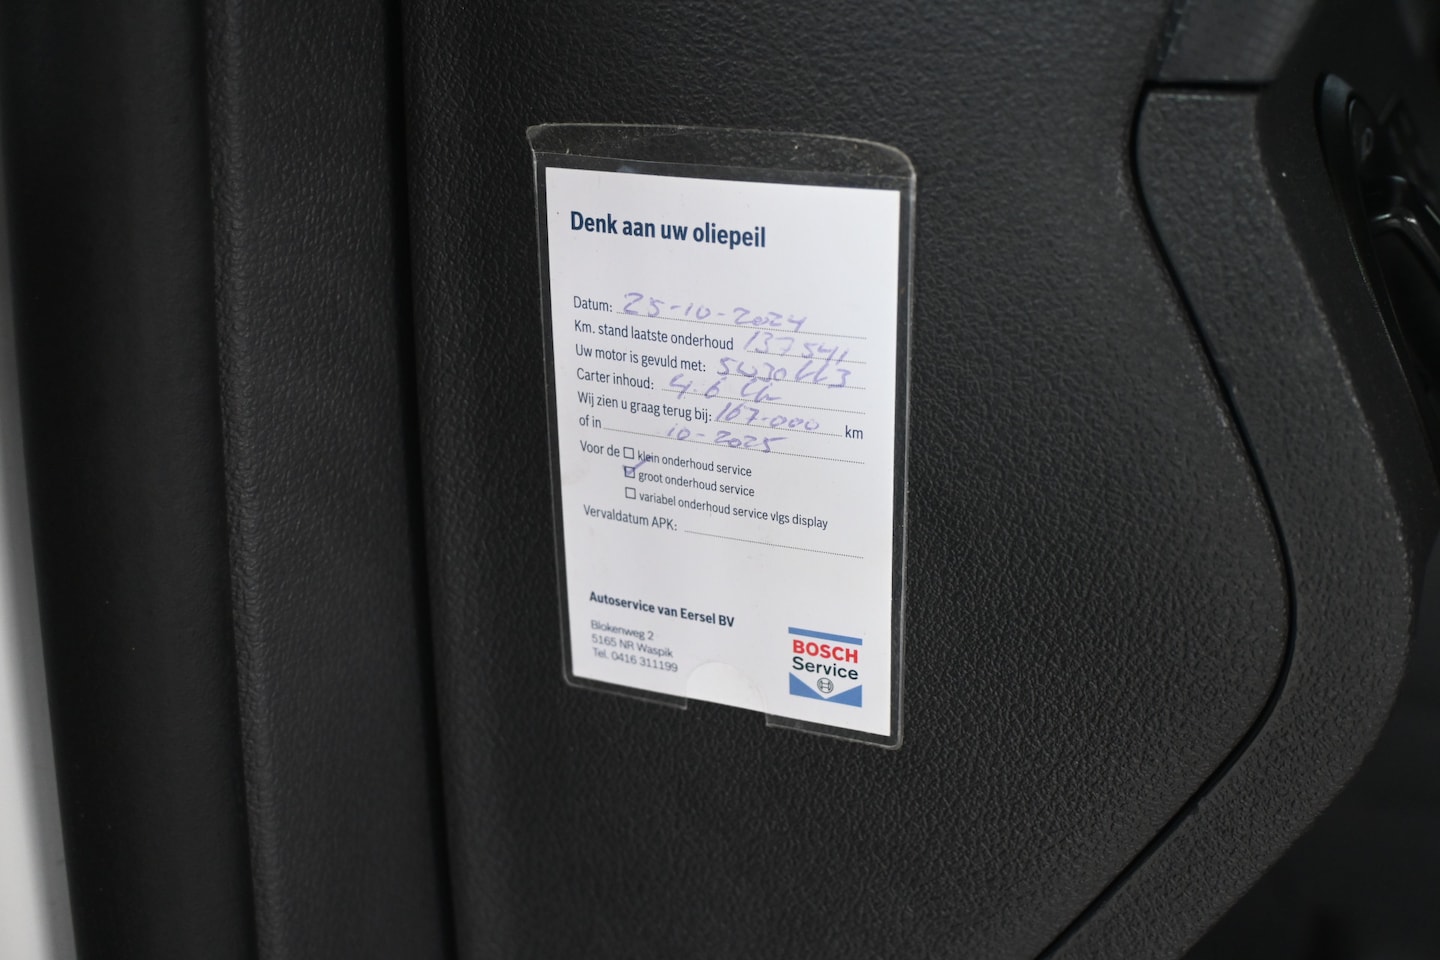 Denk aan uw oliepeil
Datum: 25-10-2024
Km. stand laatste onderhoud 137541
Uw motor is gevuld met: 5W30 LL3
Carter inhoud: 4.6
Wij zien u graag terug bij: 167.000 km
of in 10-2025
Voor de klein onderhoud service
groot onderhoud service
variabel onderhoud service vlgs display
Vervaldatum APK:
Autoservice van Eersel BV
Blokenweg 2
5165 NR Waspik
Tel. 0416 311199
BOSCH
Service